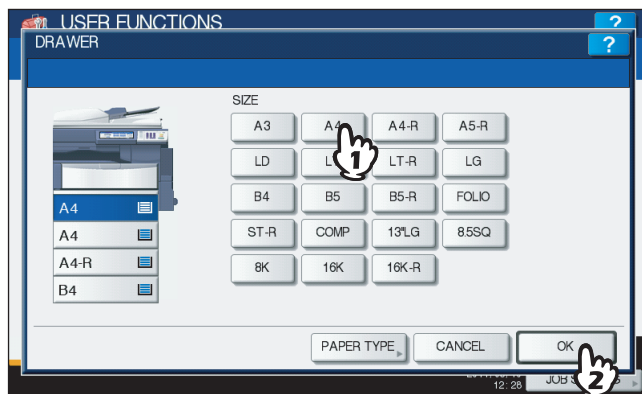 USER FUNCTIONS ?
DRAWER ?
SIZE
A3 A4 A4-R A5-R
LD LT-R LG
1
B4 B5 B5-R FOLIO
A4
ST-R COMP 13"LG 8.5SQ
A4
A4-R
8K 16K 16K-R
B4
PAPER TYPE CANCEL OK
2
12:28 JOB